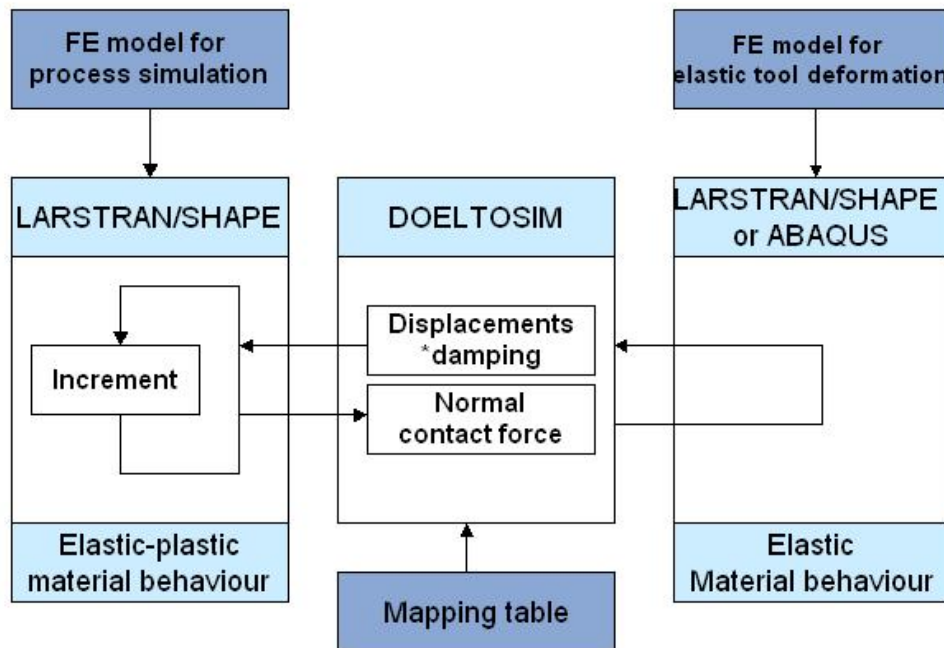 FE model for
process simulation
FE model for
elastic tool deformation
LARSTRAN/SHAPE
DOELTOSIM
LARSTRAN/SHAPE
or ABAQUS
Increment
Displacements
*damping
Normal
contact force
Elastic-plastic
material behaviour
Mapping table
Elastic
Material behaviour